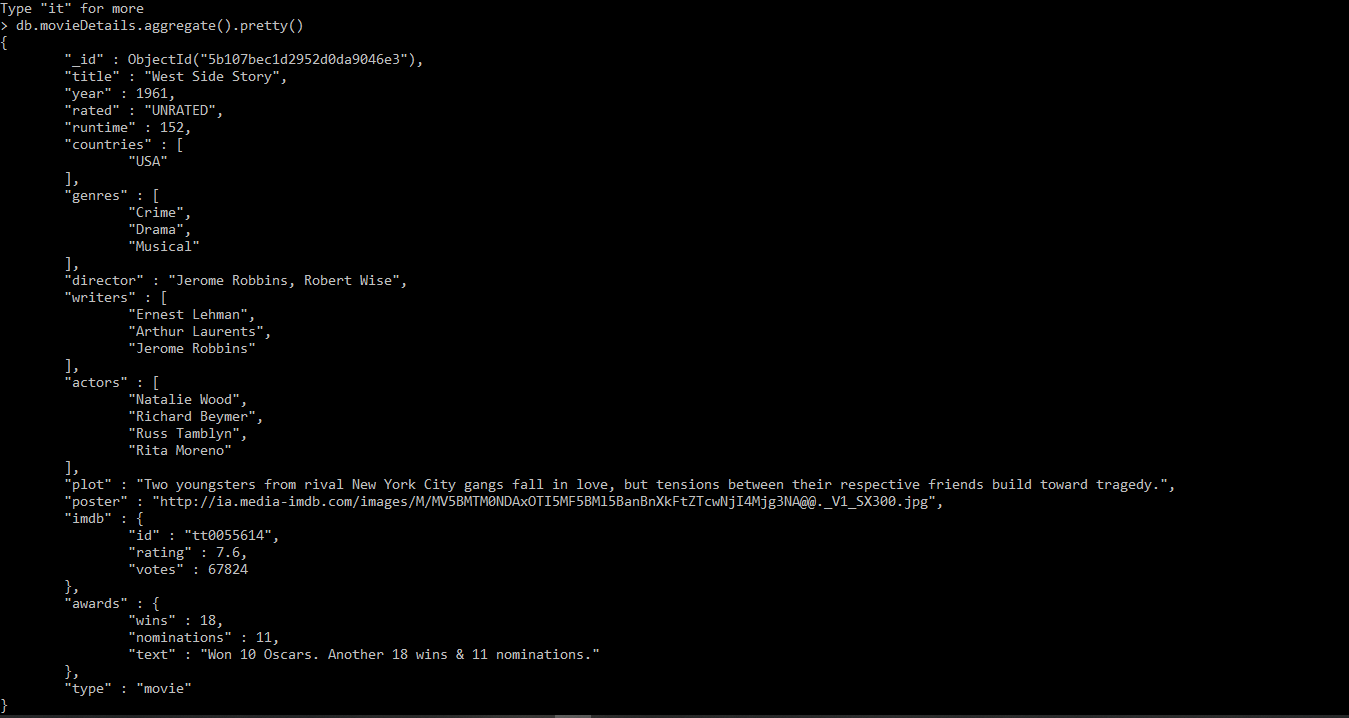 Type "it" for more
> db.movieDetails.aggregate().pretty()
{
        "_id" : ObjectId("5b107bec1d2952d0da9046e3"),
        "title" : "West Side Story",
        "year" : 1961,
        "rated" : "UNRATED",
        "runtime" : 152,
        "countries" : [
                "USA"
        ],
        "genres" : [
                "Crime",
                "Drama",
                "Musical"
        ],
        "director" : "Jerome Robbins, Robert Wise",
        "writers" : [
                "Ernest Lehman",
                "Arthur Laurents",
                "Jerome Robbins"
        ],
        "actors" : [
                "Natalie Wood",
                "Richard Beymer",
                "Russ Tamblyn",
                "Rita Moreno"
        ],
        "plot" : "Two youngsters from rival New York City gangs fall in love, but tensions between their respective friends build toward tragedy.",
        "poster" : "http://ia.media-imdb.com/images/M/MV5BMTM0NDAxOTI5MF5BMl5BanBnXkFtZTcwNjI4Mjg3NA@@._V1_SX300.jpg",
        "imdb" : {
                "id" : "tt0055614",
                "rating" : 7.6,
                "votes" : 67824
        },
        "awards" : {
                "wins" : 18,
                "nominations" : 11,
                "text" : "Won 10 Oscars. Another 18 wins & 11 nominations."
        },
        "type" : "movie"
}